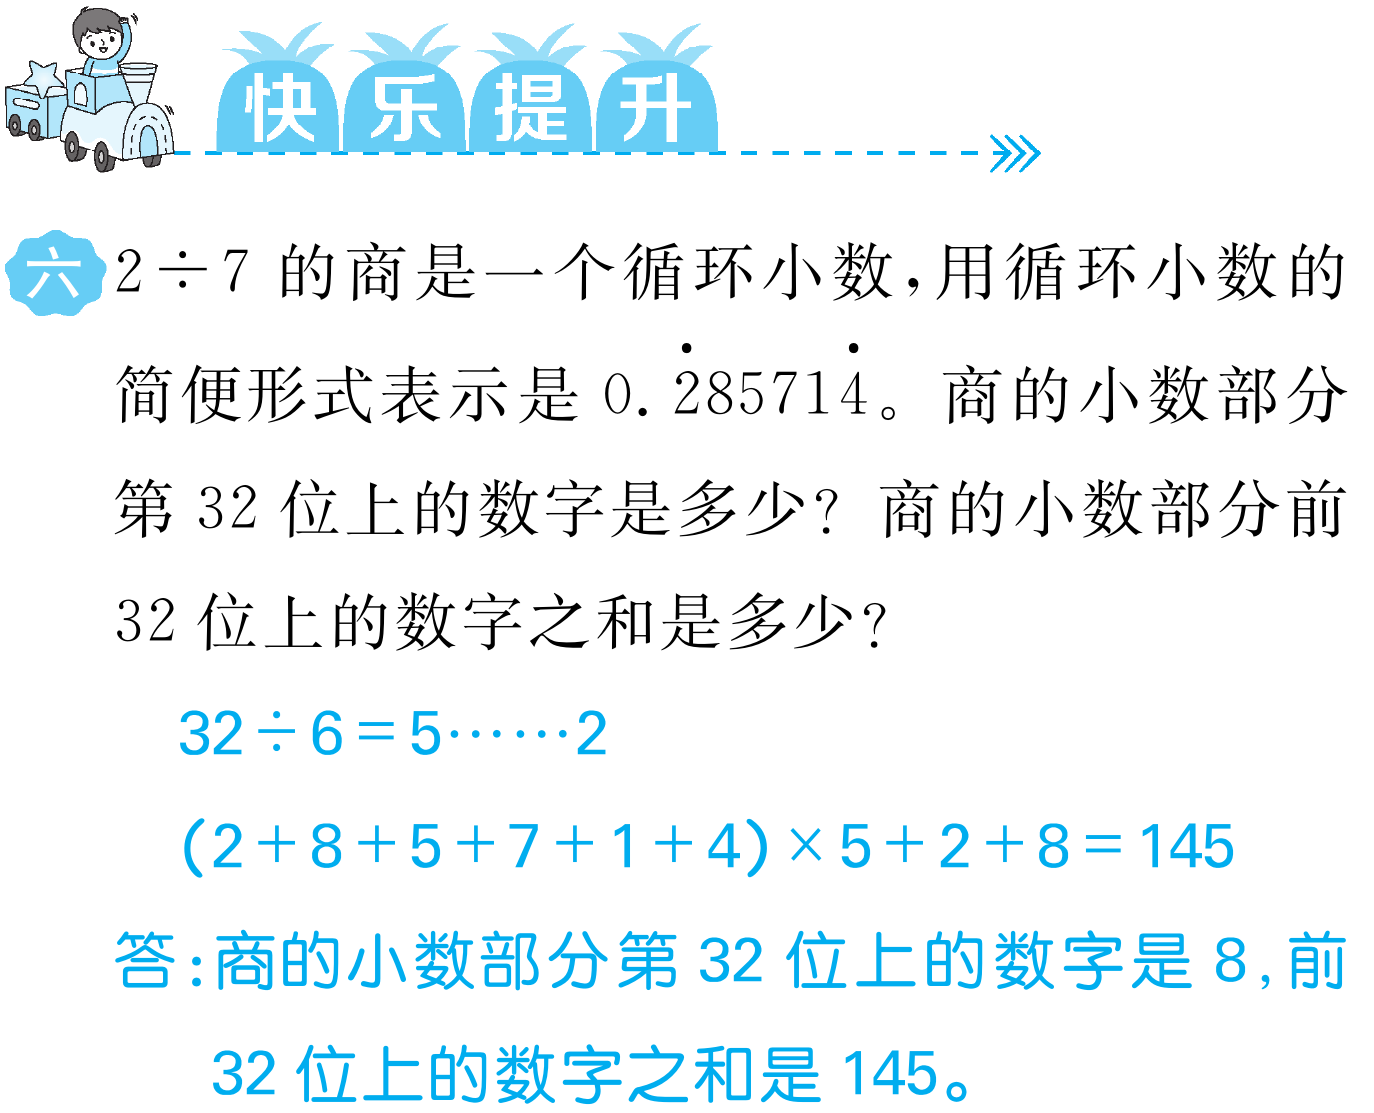 快乐提升
六 2÷7 的商是一个循环小数,用循环小数的
简便形式表示是 0.2̇85714̇。商的小数部分
第 32 位上的数字是多少? 商的小数部分前
32 位上的数字之和是多少?
32÷6=5……2
(2+8+5+7+1+4)×5+2+8=145
答:商的小数部分第 32 位上的数字是 8,前
32 位上的数字之和是 145。